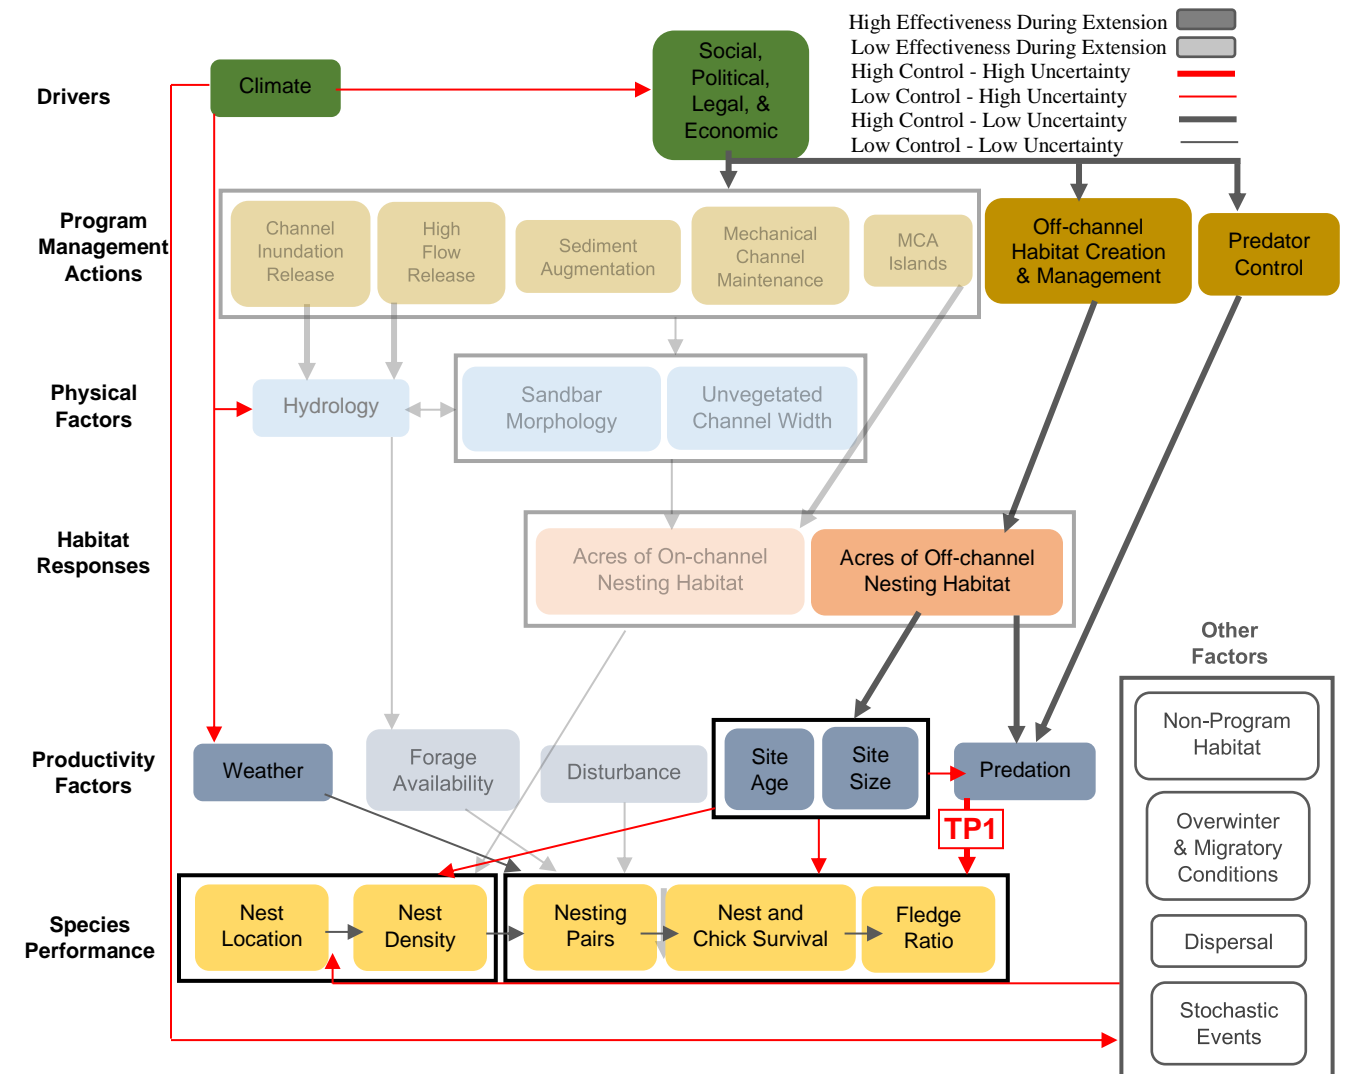 High Effectiveness During Extension
Low Effectiveness During Extension
High Control - High Uncertainty
Low Control - High Uncertainty
High Control - Low Uncertainty
Low Control - Low Uncertainty
Drivers
Climate
Social,
Political,
Legal, &
Economic
Program
Management
Actions
Channel
Inundation
Release
High
Flow
Release
Sediment
Augmentation
Mechanical
Channel
Maintenance
MCA
Islands
Off-channel
Habitat Creation
& Management
Predator
Control
Physical
Factors
Hydrology
Sandbar
Morphology
Unvegetated
Channel Width
Habitat
Responses
Acres of On-channel
Nesting Habitat
Acres of Off-channel
Nesting Habitat
Other
Factors
Non-Program
Habitat
Overwinter
& Migratory
Conditions
Dispersal
Stochastic
Events
Productivity
Factors
Weather
Forage
Availability
Disturbance
Site
Age
Site
Size
Predation
TP1
Species
Performance
Nest
Location
Nest
Density
Nesting
Pairs
Nest and
Chick Survival
Fledge
Ratio